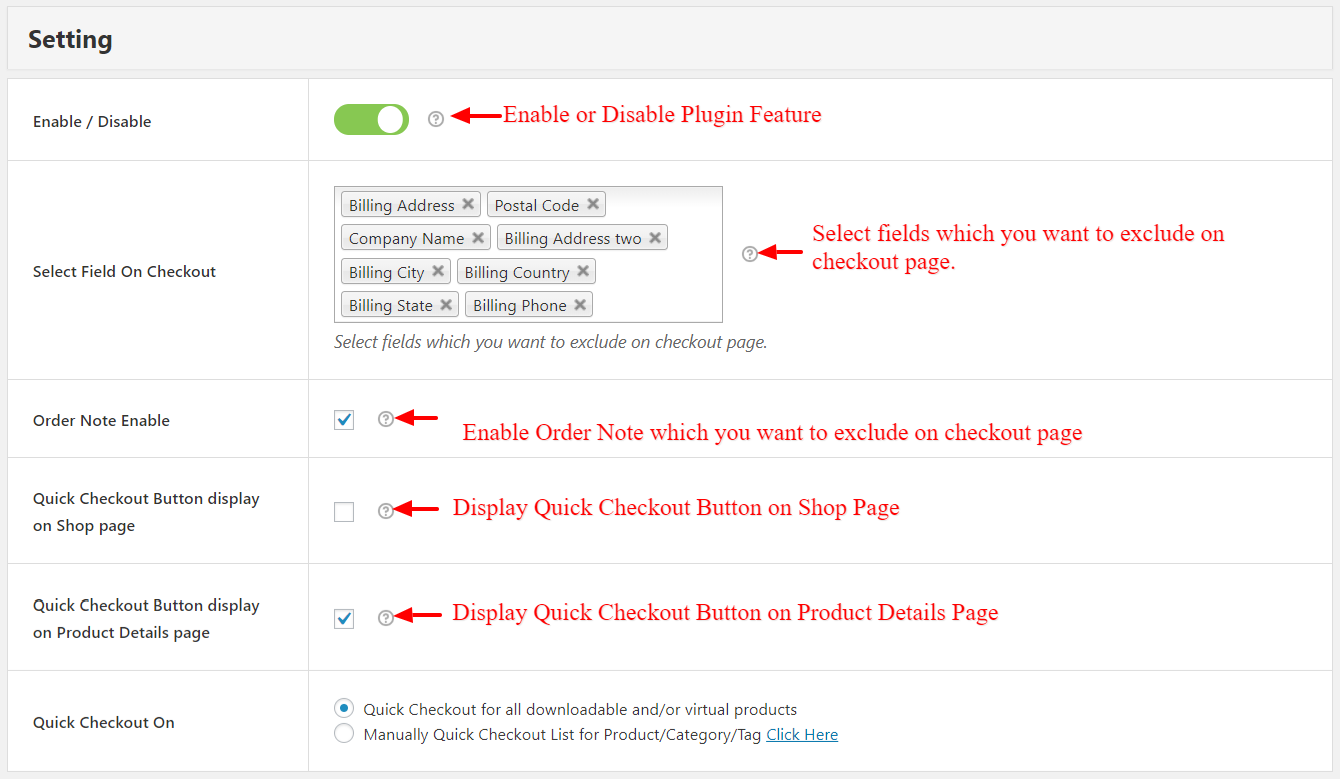 Setting
Enable / Disable
Enable or Disable Plugin Feature
Select Field On Checkout
Billing Address Postal Code
Company Name Billing Address two
Billing City Billing Country
Billing State Billing Phone
Select fields which you want to exclude on checkout page.
Select fields which you want to exclude on
checkout page.
Order Note Enable
Enable Order Note which you want to exclude on checkout page
Quick Checkout Button display
on Shop page
Display Quick Checkout Button on Shop Page
Quick Checkout Button display
on Product Details page
Display Quick Checkout Button on Product Details Page
Quick Checkout On
Quick Checkout for all downloadable and/or virtual products
Manually Quick Checkout List for Product/Category/Tag Click Here